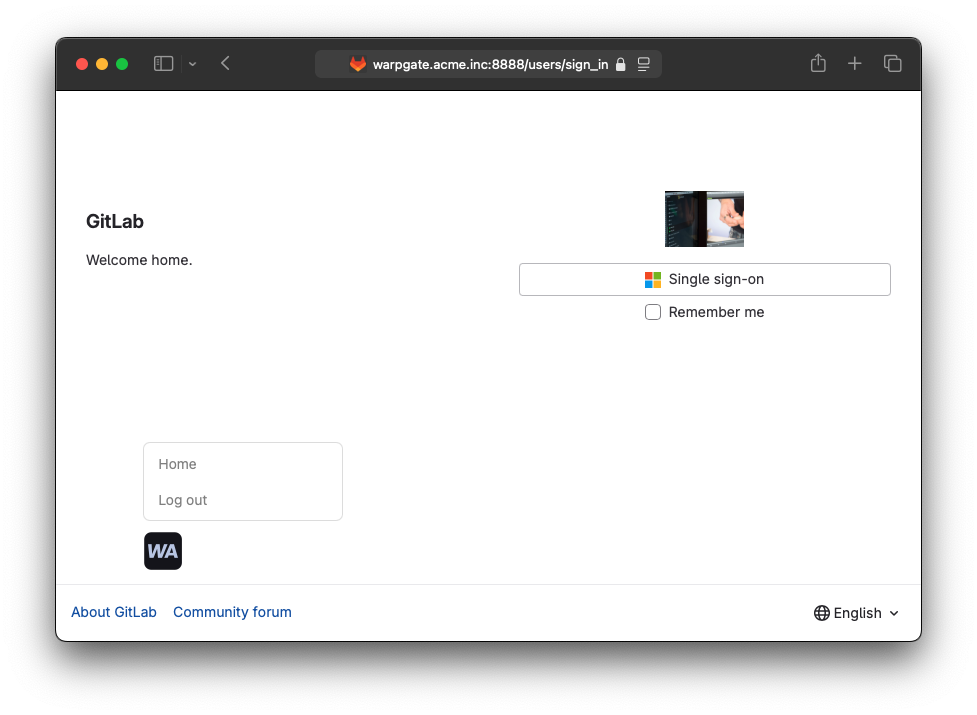 warpgate.acme.inc:8888/users/sign_in
GitLab
Welcome home.
Single sign-on
Remember me
Home
Log out
WA
About GitLab
Community forum
English